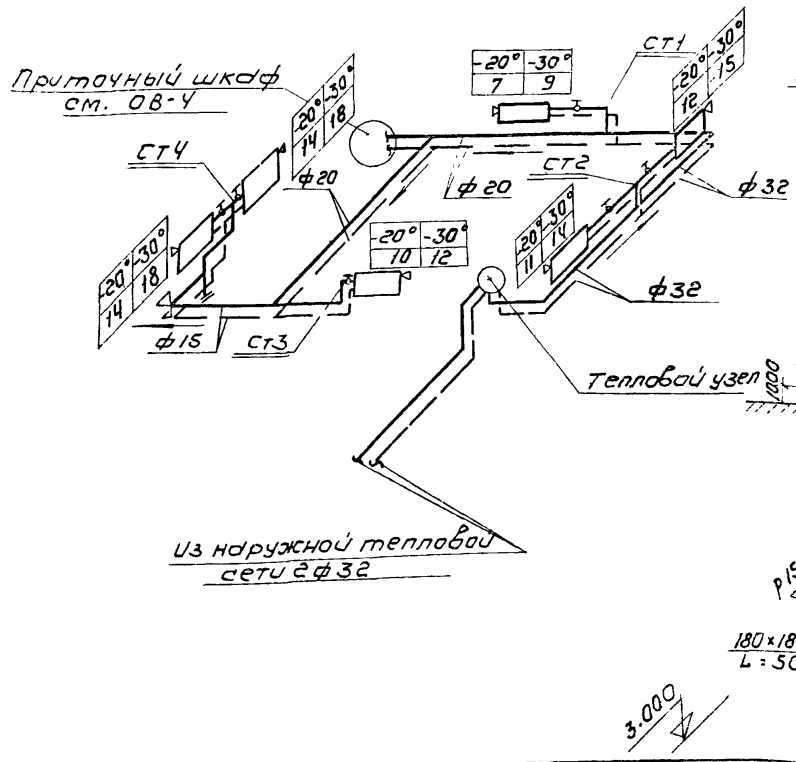 Приточный шкаф
см. ОВ-4
-20° -30°
14 18
-20° -30°
7 9
Ст1
-20° -30°
12 15
Ст4
ф20
ф20
Ст2
ф32
-20° -30°
14 18
-20° -30°
10 12
-20° -30°
11 14
ф32
ф15
Ст3
Тепловой узел
1000
Из наружной тепловой
сети 2ф32
180×18
L=50
3.000